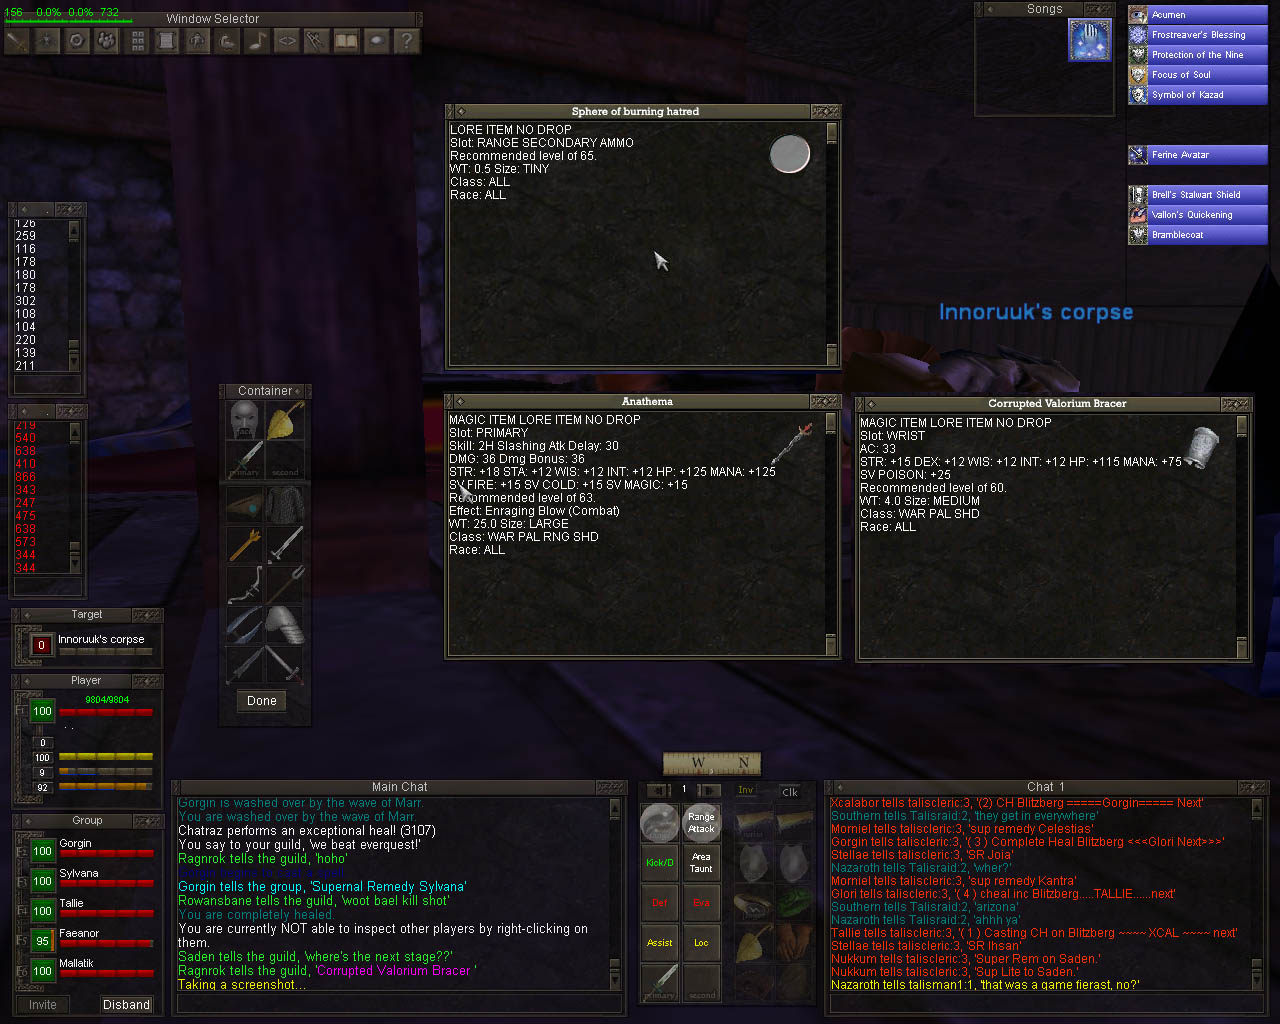 156 0.0% 0.0% 732
Window Selector
Songs
Acumen
Frostreaver's Blessing
Protection of the Nine
Focus of Soul
Symbol of Kazad
Ferine Avatar
Brell's Stalwart Shield
Vallon's Quickening
Bramblecoat
Sphere of burning hatred
LORE ITEM NO DROP
Slot: RANGE SECONDARY AMMO
Recommended level of 65.
WT: 0.5 Size: TINY
Class: ALL
Race: ALL
126
259
116
178
180
178
302
108
104
220
139
211
Innoruuk's corpse
Container
primary second
Done
Anathema
MAGIC ITEM LORE ITEM NO DROP
Slot: PRIMARY
Skill: 2H Slashing Atk Delay: 30
DMG: 36 Dmg Bonus: 36
STR: +18 STA: +12 WIS: +12 INT: +12 HP: +125 MANA: +125
SV FIRE: +15 SV COLD: +15 SV MAGIC: +15
Recommended level of 63.
Effect: Enraging Blow (Combat)
WT: 25.0 Size: LARGE
Class: WAR PAL RNG SHD
Race: ALL
Corrupted Valorium Bracer
MAGIC ITEM LORE ITEM NO DROP
Slot: WRIST
AC: 33
STR: +15 DEX: +12 WIS: +12 INT: +12 HP: +115 MANA: +75
SV POISON: +25
Recommended level of 60.
WT: 4.0 Size: MEDIUM
Class: WAR PAL SHD
Race: ALL
219
540
638
410
866
343
247
475
638
573
344
344
Target
0 Innoruuk's corpse
Player
9804/9804
F1 100
0
100
9
92
Group
F2 100 Gorgin
F3 100 Sylvana
F4 100 Tallie
F5 95 Faeanor
F6 100 Mallatik
Invite Disband
Main Chat
Gorgin is washed over by the wave of Marr.
You are washed over by the wave of Marr.
Chatraz performs an exceptional heal! (3107)
You say to your guild, 'we beat everquest!'
Ragnrok tells the guild, 'hoho'
Gorgin tells the group, 'Supernal Remedy Sylvana'
Rowansbane tells the guild, 'woot bael kill shot'
You are completely healed.
You are currently NOT able to inspect other players by right-clicking on
them.
Saden tells the guild, 'where's the next stage??'
Ragnrok tells the guild, 'Corrupted Valorium Bracer '
Taking a screenshot...
W N
1 Inv Clk
Range
Attack
Kick/D Area
Taunt
Def Eva
Assist Loc
primary second
Chat 1
Xcalabor tells taliscleric:3, '(2) CH Blitzberg =====Gorgin===== Next'
Southern tells Talisraid:2, 'they get in everywhere'
Morniel tells taliscleric:3, 'sup remedy Celestias'
Gorgin tells taliscleric:3, '( 3 ) Complete Heal Blitzberg <<<Glori Next>>>'
Stellae tells taliscleric:3, 'SR Joia'
Nazaroth tells Talisraid:2, 'wher?'
Morniel tells taliscleric:3, 'sup remedy Kantra'
Glori tells taliscleric:3, '( 4 ) cheal inc Blitzberg.....TALLIE......next'
Southern tells Talisraid:2, 'arizona'
Nazaroth tells Talisraid:2, 'ahhh ya'
Tallie tells taliscleric:3, '( 1 ) Casting CH on Blitzberg ~~~~ XCAL ~~~~ next'
Stellae tells taliscleric:3, 'SR Ihsan'
Nukkum tells taliscleric:3, 'Super Rem on Saden.'
Nukkum tells taliscleric:3, 'Sup Lite to Saden.'
Nazaroth tells talisman1:1, 'that was a game fierast, no?'